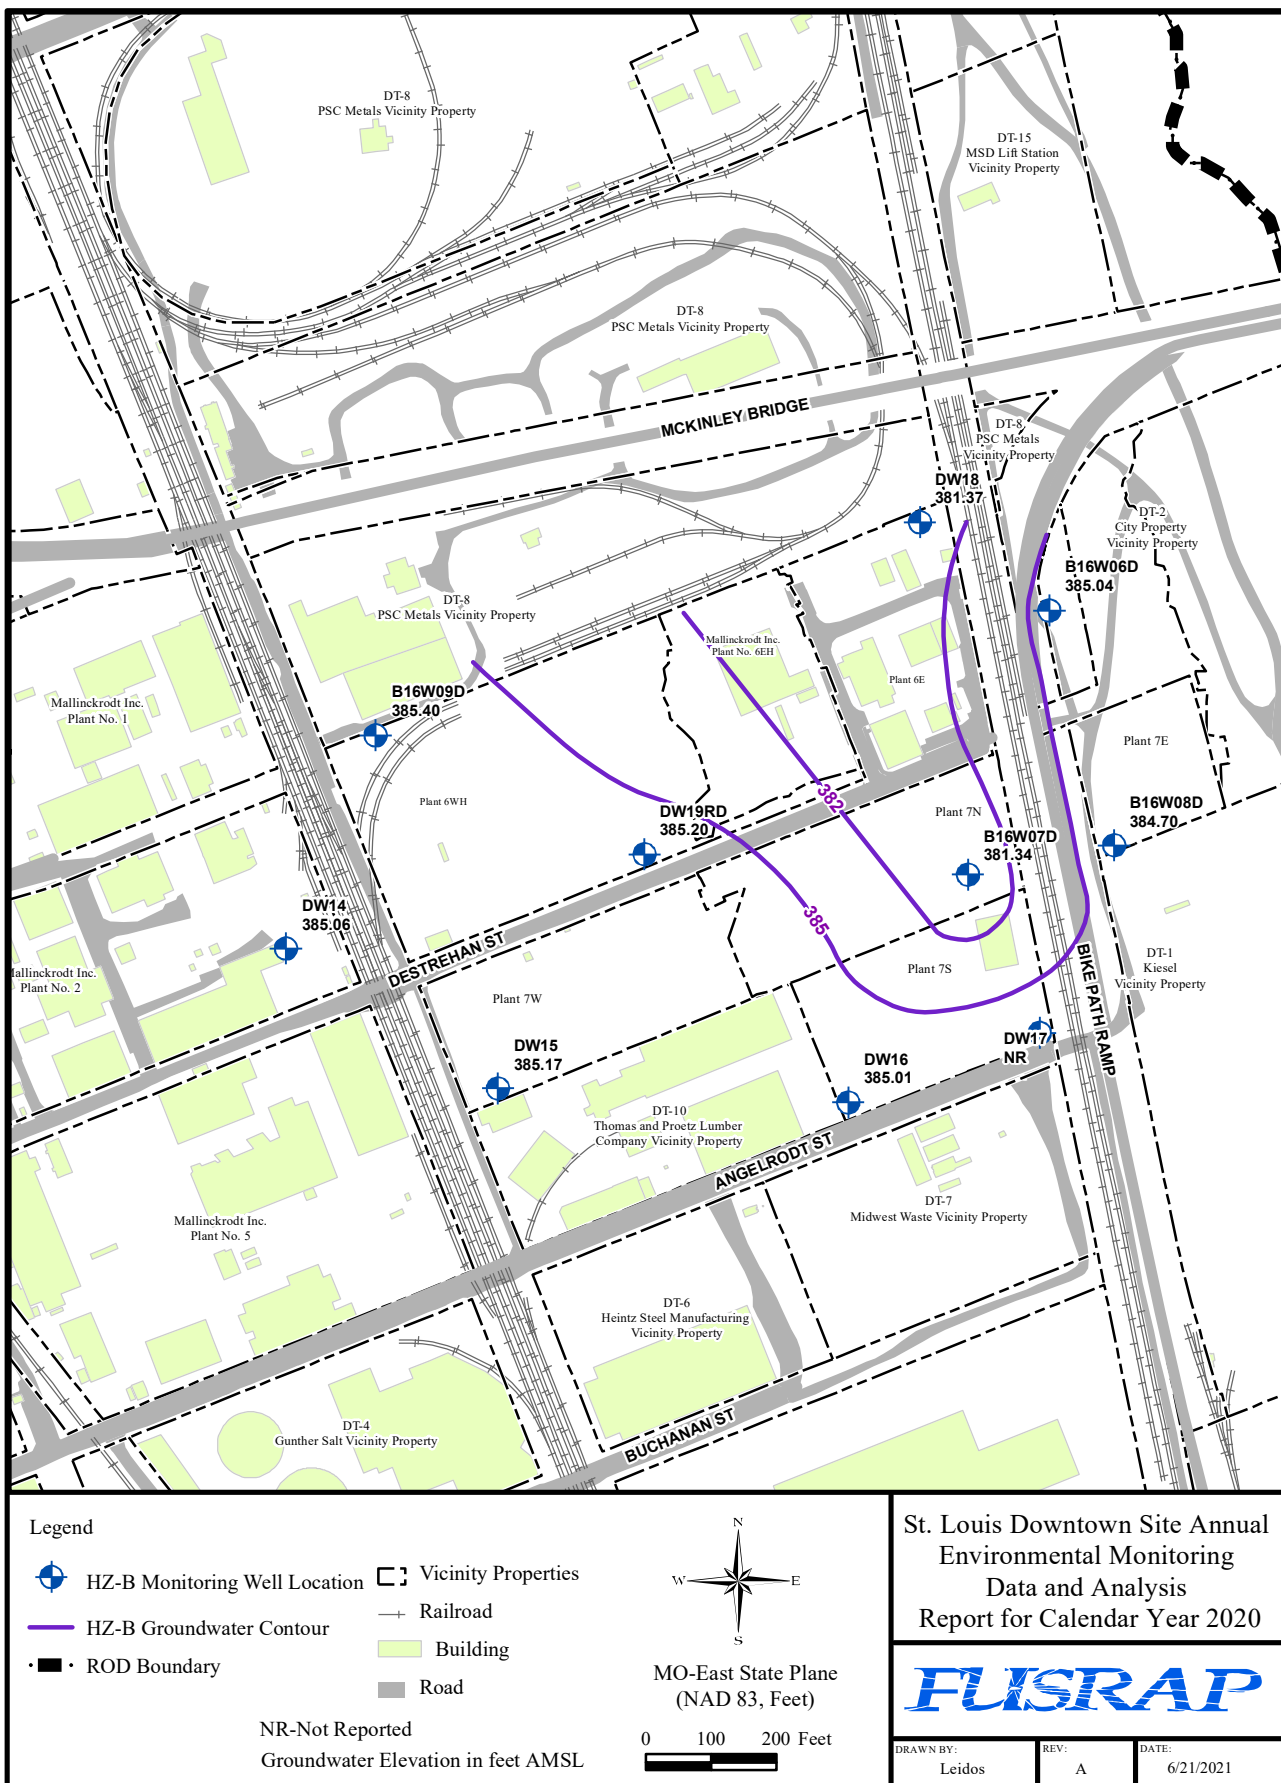 DT-8
PSC Metals Vicinity Property
DT-15
MSD Lift Station
Vicinity Property
DT-8
PSC Metals Vicinity Property
MCKINLEY BRIDGE
DT-8
PSC Metals
Vicinity Property
DW18
381.37
DT-2
City Property
Vicinity Property
B16W06D
385.04
DT-8
PSC Metals Vicinity Property
Mallinckrodt Inc.
Plant No. 6EH
Plant 6E
Mallinckrodt Inc.
Plant No. 1
B16W09D
385.40
Plant 7E
Plant 6WH
382
DW19RD
385.20
Plant 7N
B16W07D
381.34
B16W08D
384.70
DW14
385.06
385
DESTREHAN ST
Mallinckrodt Inc.
Plant No. 2
Plant 7W
Plant 7S
BIKE PATH RAMP
DT-1
Kiesel
Vicinity Property
DW15
385.17
DW16
385.01
DW17
NR
DT-10
Thomas and Proetz Lumber
Company Vicinity Property
ANGELRODT ST
DT-7
Midwest Waste Vicinity Property
Mallinckrodt Inc.
Plant No. 5
DT-6
Heintz Steel Manufacturing
Vicinity Property
DT-4
Gunther Salt Vicinity Property
BUCHANAN ST
Legend
HZ-B Monitoring Well Location
HZ-B Groundwater Contour
ROD Boundary
Vicinity Properties
Railroad
Building
Road
NR-Not Reported
Groundwater Elevation in feet AMSL
N
W
E
S
MO-East State Plane
(NAD 83, Feet)
0 100 200 Feet
St. Louis Downtown Site Annual
Environmental Monitoring
Data and Analysis
Report for Calendar Year 2020
FUSRAP
DRAWN BY:
Leidos
REV:
A
DATE:
6/21/2021